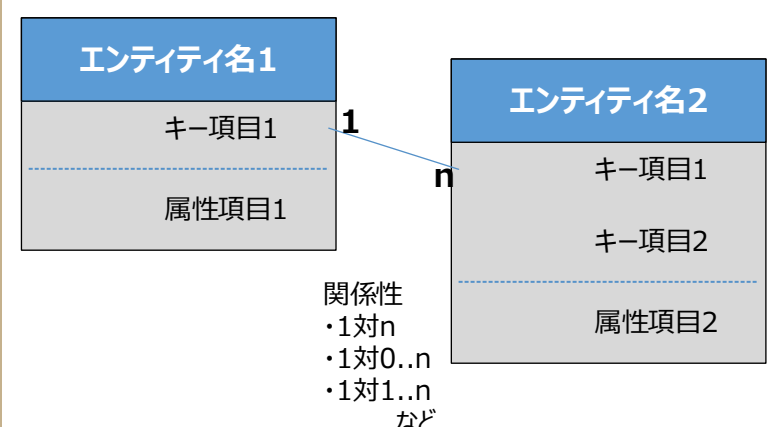 エンティティ名1
キー項目1
属性項目1
1
n
エンティティ名2
キー項目1
キー項目2
属性項目2
関係性
・1対n
・1対0..n
・1対1..n
など